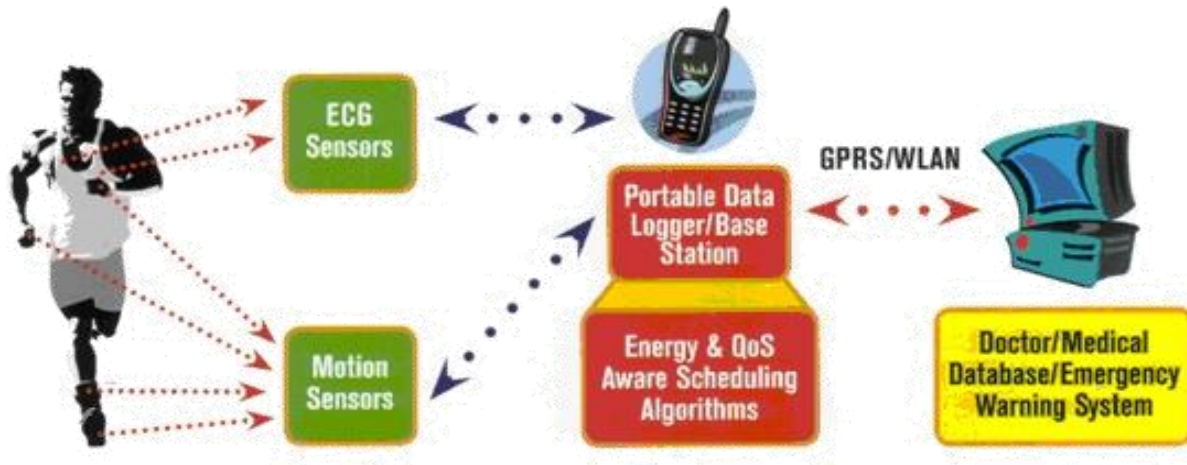 ECG
Sensors
Motion
Sensors
Portable Data
Logger/Base
Station
Energy & QoS
Aware Scheduling
Algorithms
GPRS/WLAN
Doctor/Medical
Database/Emergency
Warning System